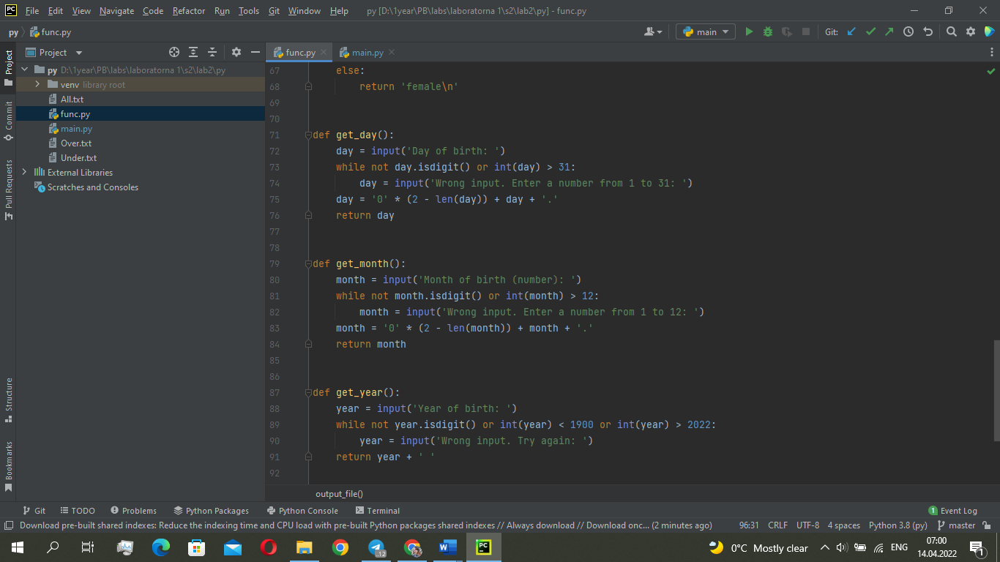 PC File Edit View Navigate Code Refactor Run Tools Git Window Help py [D:\1year\PB\labs\laboratorna 1\s2\lab2\py] - func.py
py func.py main Git:
Project func.py main.py
py D:\1year\PB\labs\laboratorna 1\s2\lab2\py
venv library root
All.txt
func.py
main.py
Over.txt
Under.txt
External Libraries
Scratches and Consoles
Project
Commit
Pull Requests
Structure
Bookmarks
67 else:
68 return 'female\n'
69
70
71 def get_day():
72 day = input('Day of birth: ')
73 while not day.isdigit() or int(day) > 31:
74 day = input('Wrong input. Enter a number from 1 to 31: ')
75 day = '0' * (2 - len(day)) + day + '.'
76 return day
77
78
79 def get_month():
80 month = input('Month of birth (number): ')
81 while not month.isdigit() or int(month) > 12:
82 month = input('Wrong input. Enter a number from 1 to 12: ')
83 month = '0' * (2 - len(month)) + month + '.'
84 return month
85
86
87 def get_year():
88 year = input('Year of birth: ')
89 while not year.isdigit() or int(year) < 1900 or int(year) > 2022:
90 year = input('Wrong input. Try again: ')
91 return year + ' '
92
output_file()
Git TODO Problems Python Packages Python Console Terminal 1 Event Log
Download pre-built shared indexes: Reduce the indexing time and CPU load with pre-built Python packages shared indexes // Always download // Download onc... (2 minutes ago) 96:31 CRLF UTF-8 4 spaces Python 3.8 (py) master
12 W PC 0°C Mostly clear ENG 07:00
14.04.2022 1